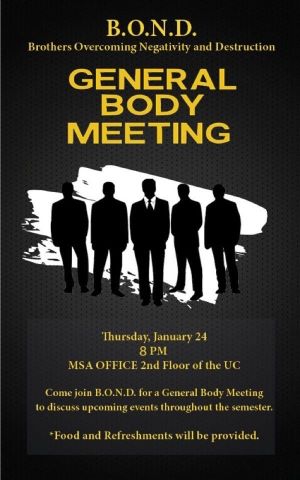 B.O.N.D.
Brothers Overcoming Negativity and Destruction
GENERAL
BODY
MEETING
Thursday, January 24
8 PM
MSA OFFICE 2nd Floor of the UC
Come join B.O.N.D. for a General Body Meeting
to discuss upcoming events throughout the semester.
*Food and Refreshments will be provided.